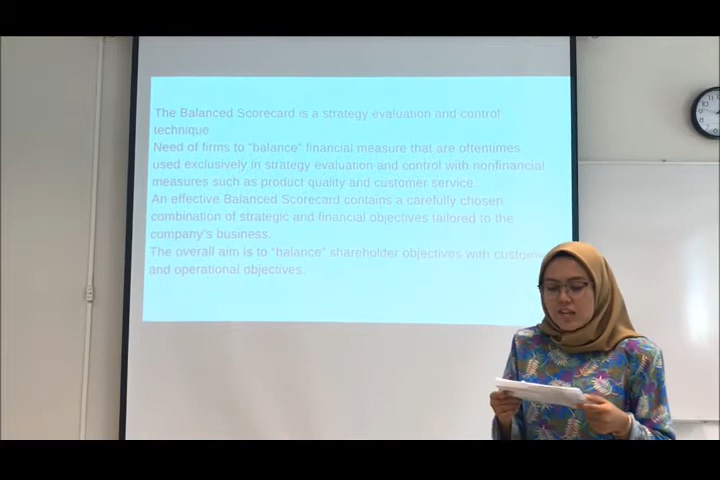 The Balanced Scorecard is a strategy evaluation and control
technique
Need of firms to “balance” financial measure that are oftentimes
used exclusively in strategy evaluation and control with nonfinancial
measures such as product quality and customer service.
An effective Balanced Scorecard contains a carefully chosen
combination of strategic and financial objectives tailored to the
company's business.
The overall aim is to “balance” shareholder objectives with custome
and operational objectives.